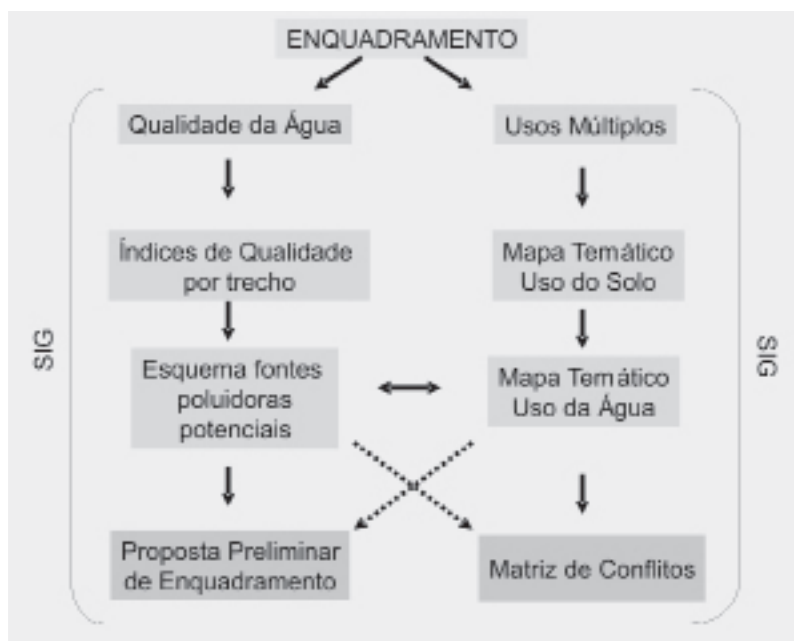 ENQUADRAMENTO
Qualidade da Água
Usos Múltiplos
Índices de Qualidade
por trecho
Mapa Temático
Uso do Solo
SIG
SIG
Esquema fontes
poluidoras
potenciais
Mapa Temático
Uso da Água
Proposta Preliminar
de Enquadramento
Matriz de Conflitos